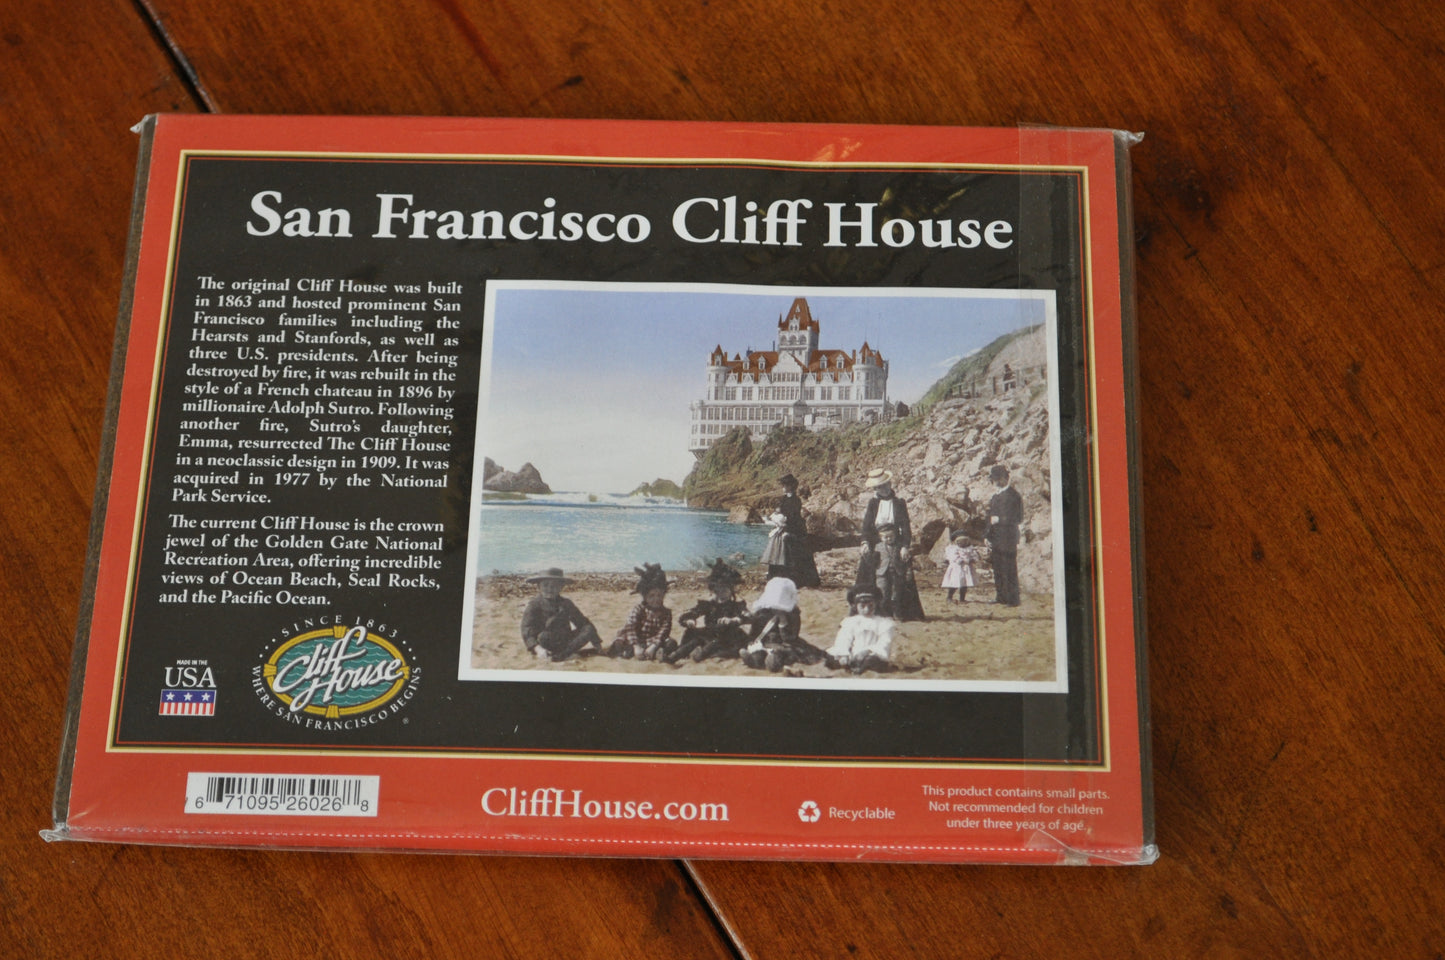 San Francisco Cliff House
The original Cliff House was built
in 1863 and hosted prominent San
Francisco families including the
Hearsts and Stanfords, as well as
three U.S. presidents. After being
destroyed by fire, it was rebuilt in the
style of a French chateau in 1896 by
millionaire Adolph Sutro. Following
another fire, Sutro's daughter,
Emma, resurrected The Cliff House
in a neoclassic design in 1909. It was
acquired in 1977 by the National
Park Service.
The current Cliff House is the crown
jewel of the Golden Gate National
Recreation Area, offering incredible
views of Ocean Beach, Seal Rocks,
and the Pacific Ocean.
MADE IN THE
USA
SINCE 1863
Cliff
House
WHERE SAN FRANCISCO BEGINS
®
6 71095 26026 8
CliffHouse.com
Recyclable
This product contains small parts.
Not recommended for children
under three years of age.